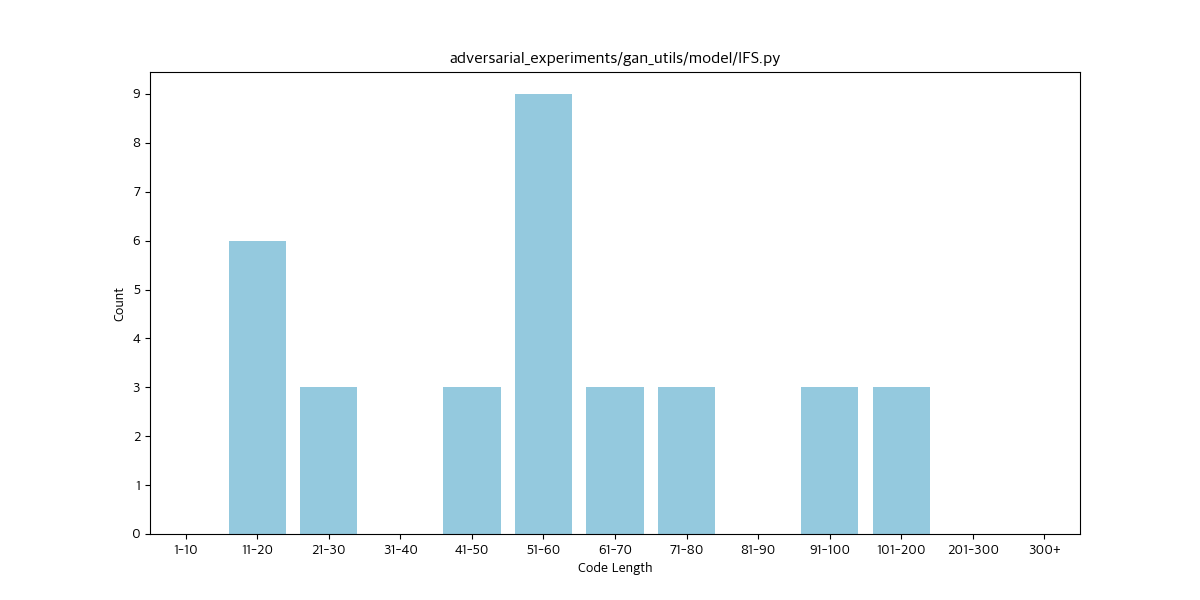 adversarial_experiments/gan_utils/model/IFS.py
Count
9
8
7
6
5
4
3
2
1
0
1-10 11-20 21-30 31-40 41-50 51-60 61-70 71-80 81-90 91-100 101-200 201-300 300+
Code Length